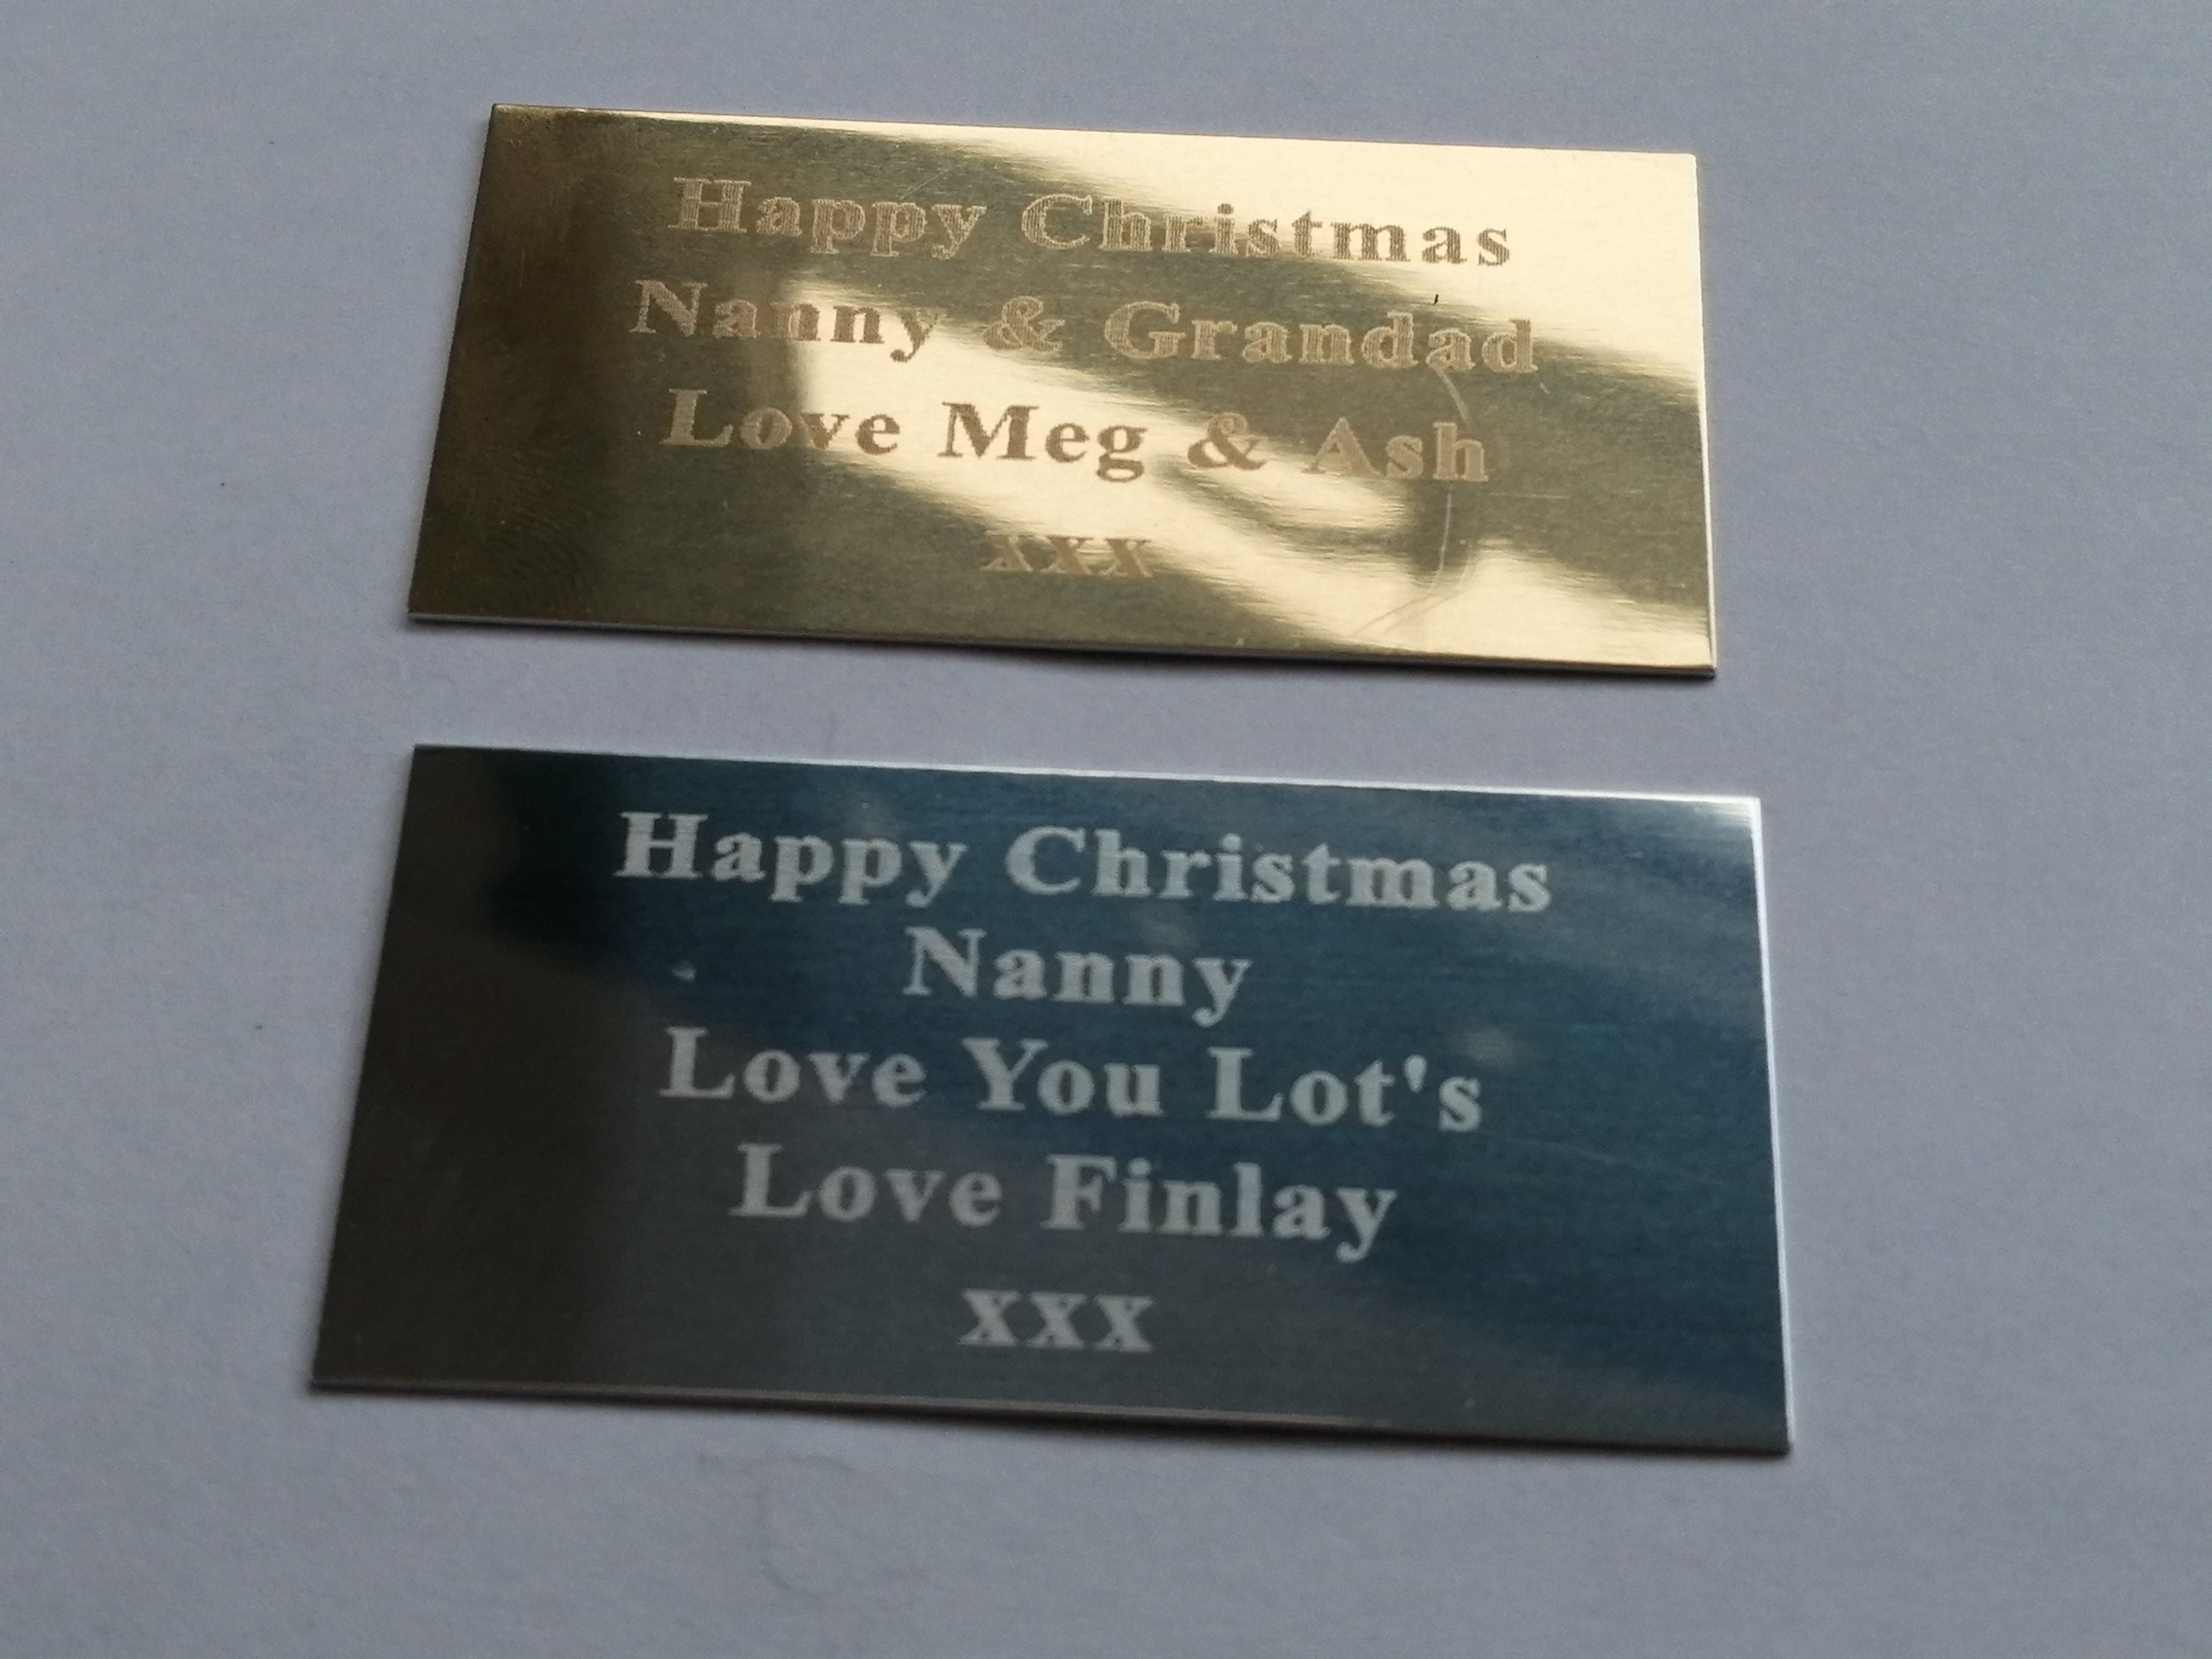 Happy Christmas
Nanny & Grandad
Love Meg & Ash
xxx
Happy Christmas
Nanny
Love You Lot's
Love Finlay
xxx